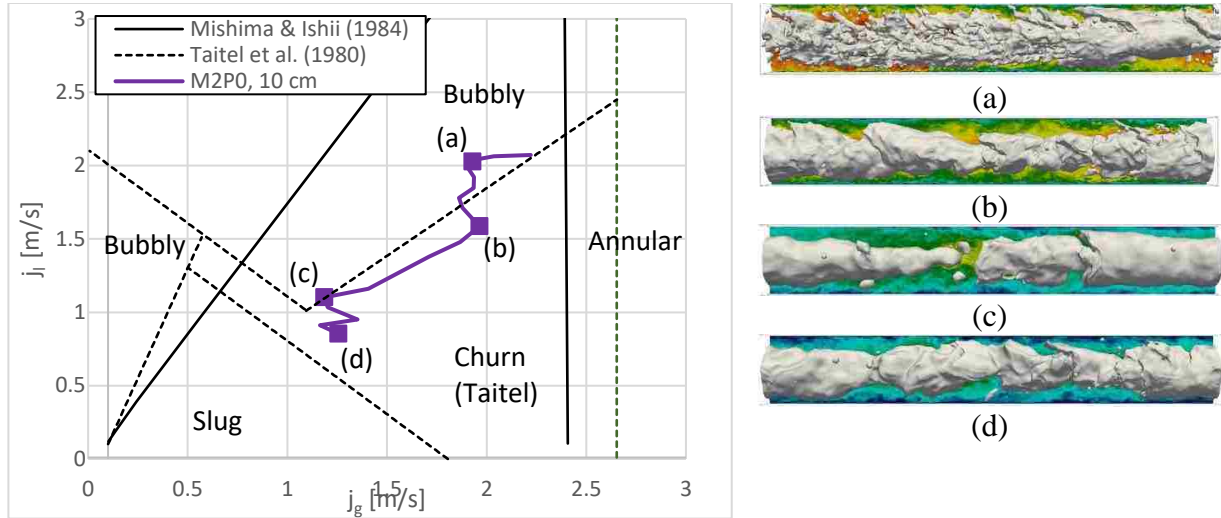 Mishima & Ishii (1984)
Taitel et al. (1980)
M2P0, 10 cm
3
2.5
2
1.5
1
0.5
0
jl [m/s]
Bubbly
(a)
(b)
Bubbly
Annular
(c)
(d)
Churn
(Taitel)
Slug
0 0.5 1 1.5 2 2.5 3
jg [m/s]
(a)
(b)
(c)
(d)